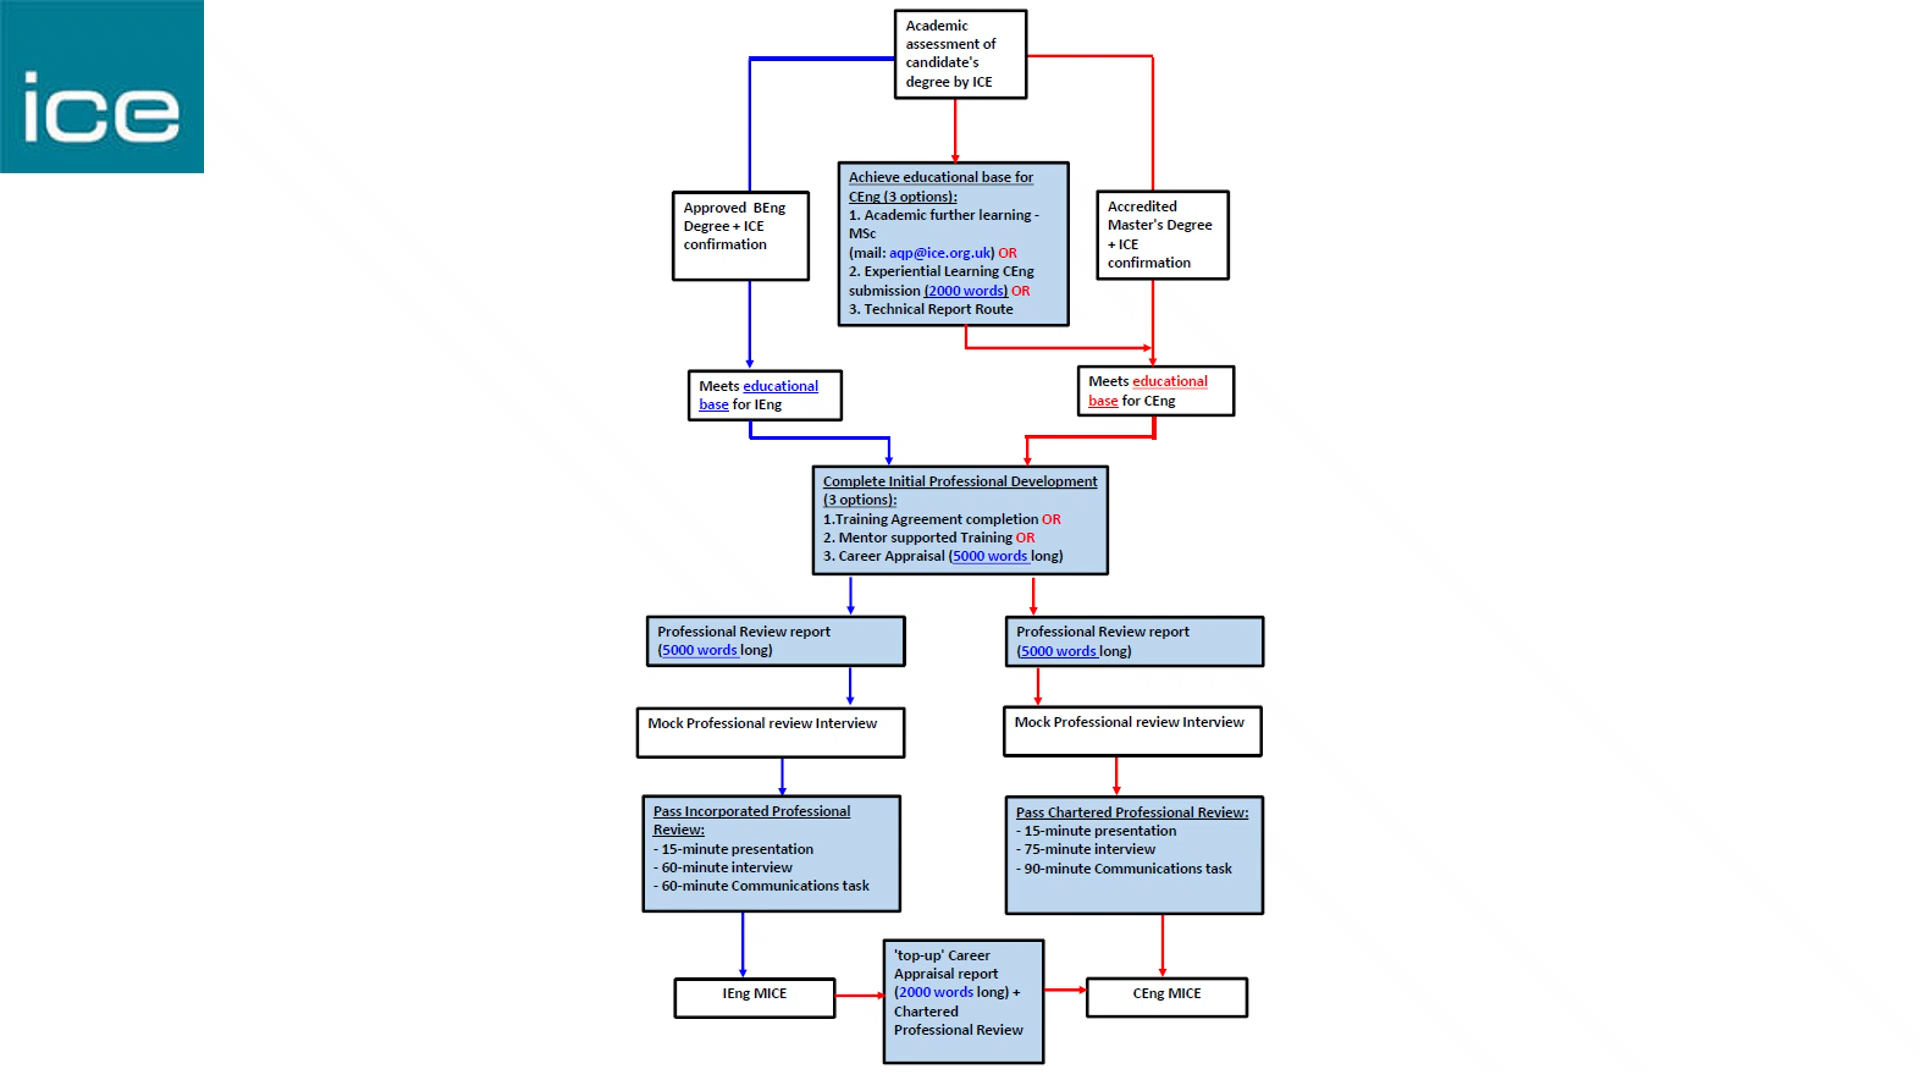 ice
Academic
assessment of
candidate's
degree by ICE
Approved BEng
Degree + ICE
confirmation
Achieve educational base for
CEng (3 options):
1. Academic further learning -
MSc
(mail: aqp@ice.org.uk) OR
2. Experiential Learning CEng
submission (2000 words) OR
3. Technical Report Route
Accredited
Master's Degree
+ ICE
confirmation
Meets educational
base for IEng
Meets educational
base for CEng
Complete Initial Professional Development
(3 options):
1.Training Agreement completion OR
2. Mentor supported Training OR
3. Career Appraisal (5000 words long)
Professional Review report
(5000 words long)
Professional Review report
(5000 words long)
Mock Professional review Interview
Mock Professional review Interview
Pass Incorporated Professional
Review:
- 15-minute presentation
- 60-minute interview
- 60-minute Communications task
Pass Chartered Professional Review:
- 15-minute presentation
- 75-minute interview
- 90-minute Communications task
IEng MICE
'top-up' Career
Appraisal report
(2000 words long) +
Chartered
Professional Review
CEng MICE